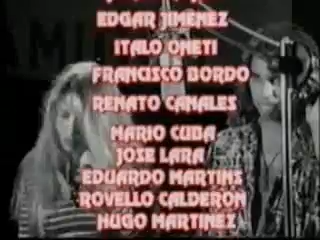 EDGAR JIMENEZ
ITALO ONETI
FRANCISCO BORDO
RENATO CANALES
MARIO CUBA
JOSE LARA
EDUARDO MARTINS
ROVELLO CALDERON
HUGO MARTINEZ